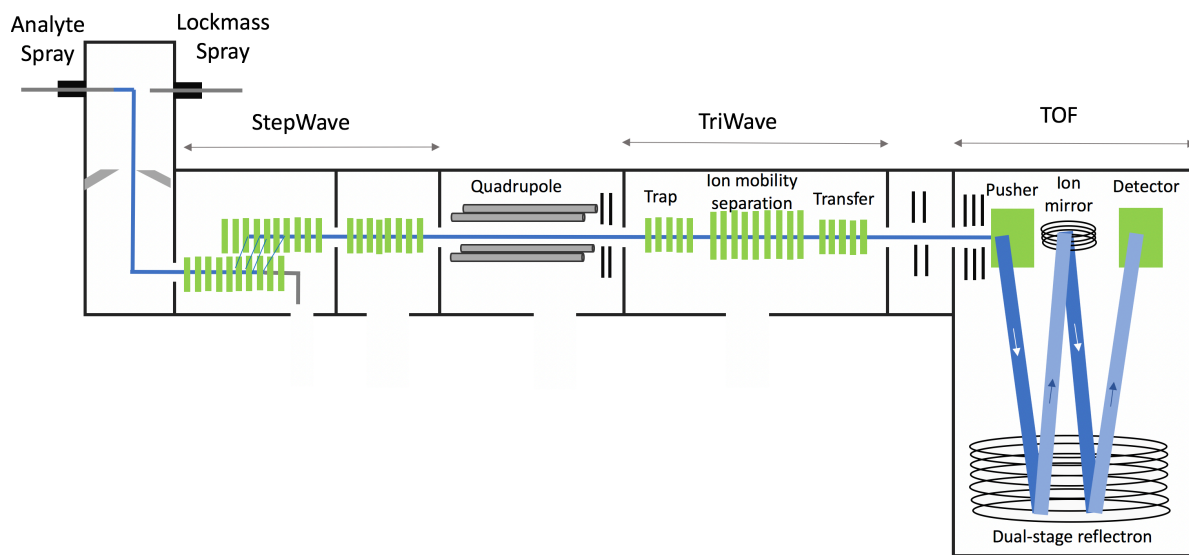 Analyte
Spray
Lockmass
Spray
StepWave
TriWave
TOF
Quadrupole
Trap
Ion mobility
separation
Transfer
Pusher
Ion
mirror
Detector
Dual-stage reflectron